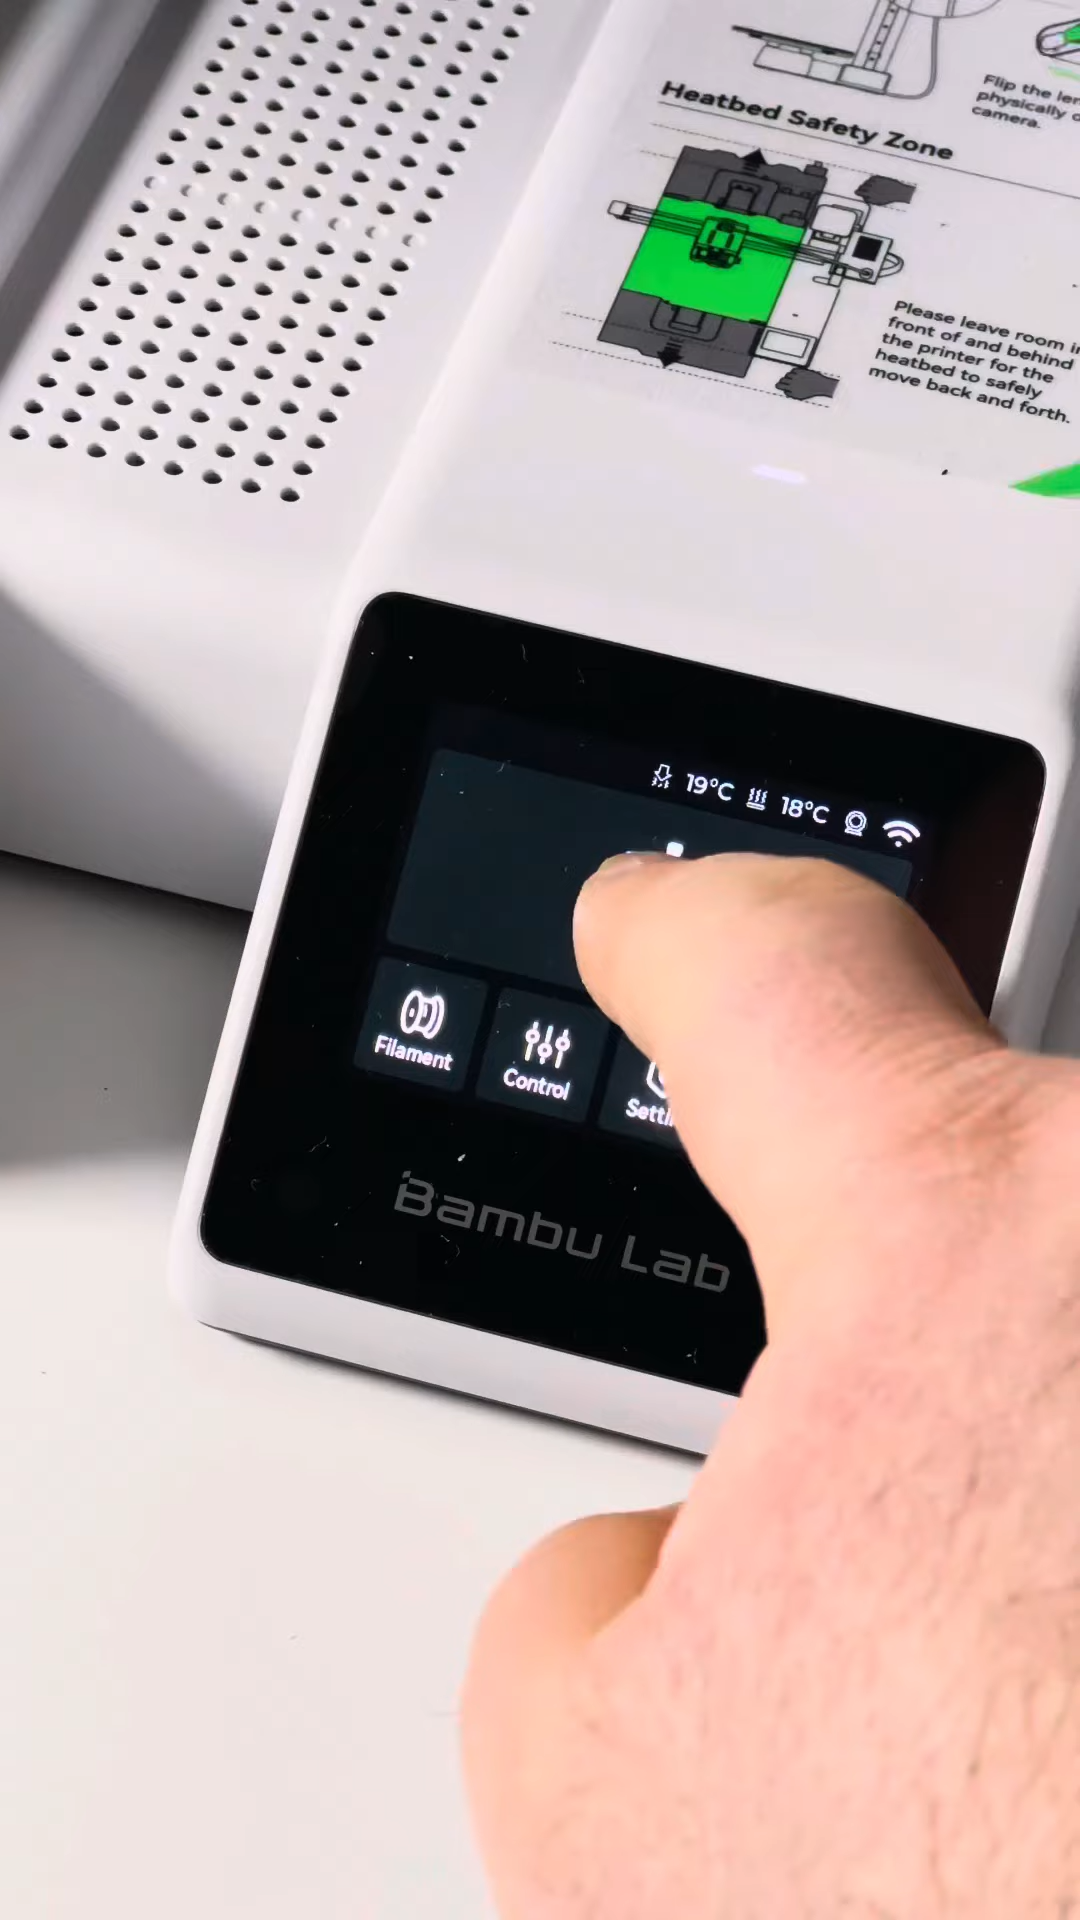 Flip the
physically
camera.
Heatbed Safety Zone
Please leave room
front of and behind
the printer for the
heatbed to safely
move back and forth.
19°C 18°C
Filament
Control
Bambu Lab